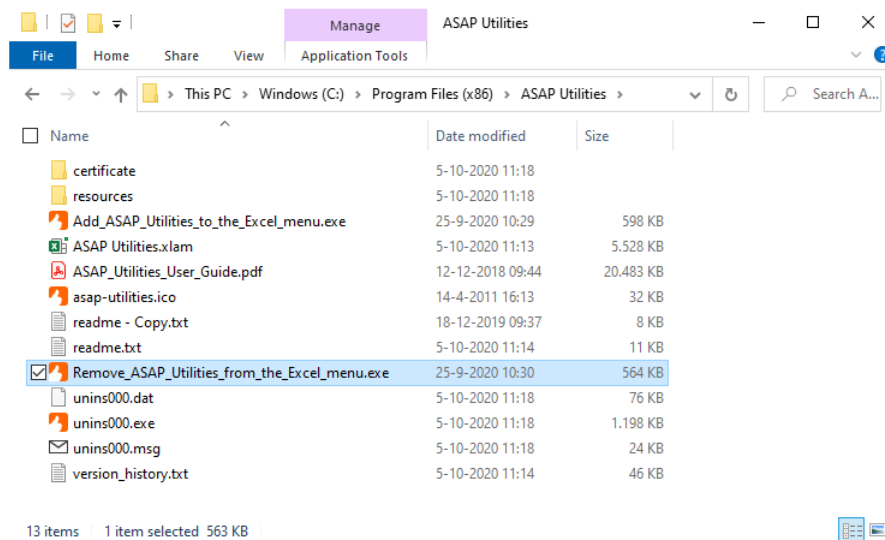 Manage ASAP Utilities
File Home Share View Application Tools
This PC > Windows (C:) > Program Files (x86) > ASAP Utilities > Search A...
Name Date modified Size
certificate 5-10-2020 11:18
resources 5-10-2020 11:18
Add_ASAP_Utilities_to_the_Excel_menu.exe 25-9-2020 10:29 598 KB
ASAP Utilities.xlam 5-10-2020 11:13 5.528 KB
ASAP_Utilities_User_Guide.pdf 12-12-2018 09:44 20.483 KB
asap-utilities.ico 14-4-2011 16:13 32 KB
readme - Copy.txt 18-12-2019 09:37 8 KB
readme.txt 5-10-2020 11:14 11 KB
Remove_ASAP_Utilities_from_the_Excel_menu.exe 25-9-2020 10:30 564 KB
unins000.dat 5-10-2020 11:18 76 KB
unins000.exe 5-10-2020 11:18 1.198 KB
unins000.msg 5-10-2020 11:18 24 KB
version_history.txt 5-10-2020 11:14 46 KB
13 items 1 item selected 563 KB